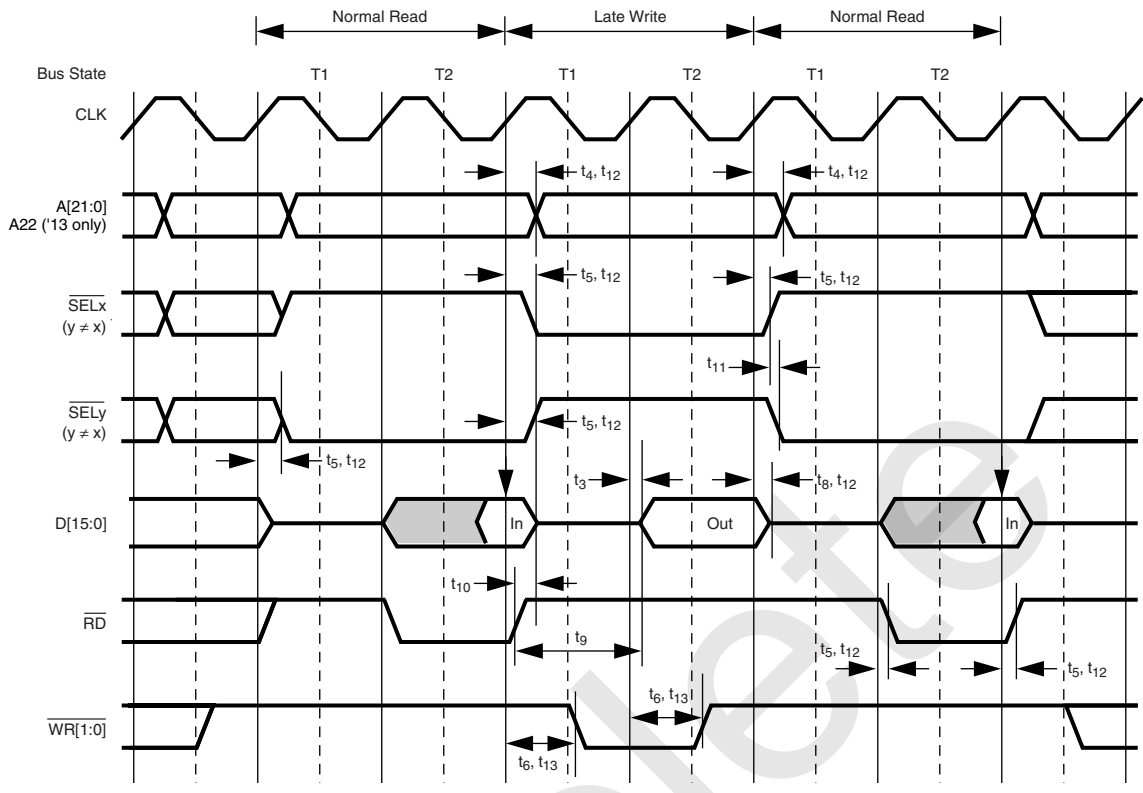 Normal Read Late Write Normal Read
Bus State T1 T2 T1 T2 T1 T2
CLK
t4, t12 t4, t12
A[21:0]
A22 ('13 only)
t5, t12 t5, t12
SELx
(y ≠ x)
t11
SELy
(y ≠ x)
t5, t12
t5, t12
t3 t8, t12
D[15:0] In Out In
t10
RD
t9
t5, t12 t5, t12
t6, t13
WR[1:0]
t6, t13
olete